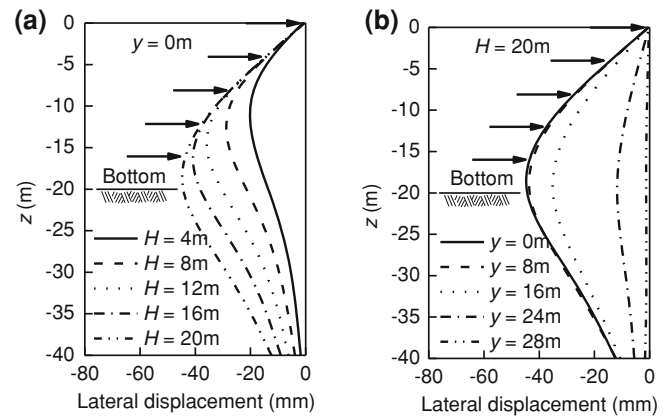 (a)
y = 0m
0
-5
-10
-15
-20
-25
-30
-35
-40
z (m)
Bottom
H = 4m
H = 8m
H = 12m
H = 16m
H = 20m
-80 -60 -40 -20 0
Lateral displacement (mm)
(b)
H = 20m
0
-5
-10
-15
-20
-25
-30
-35
-40
z (m)
Bottom
y = 0m
y = 8m
y = 16m
y = 24m
y = 28m
-80 -60 -40 -20 0
Lateral displacement (mm)